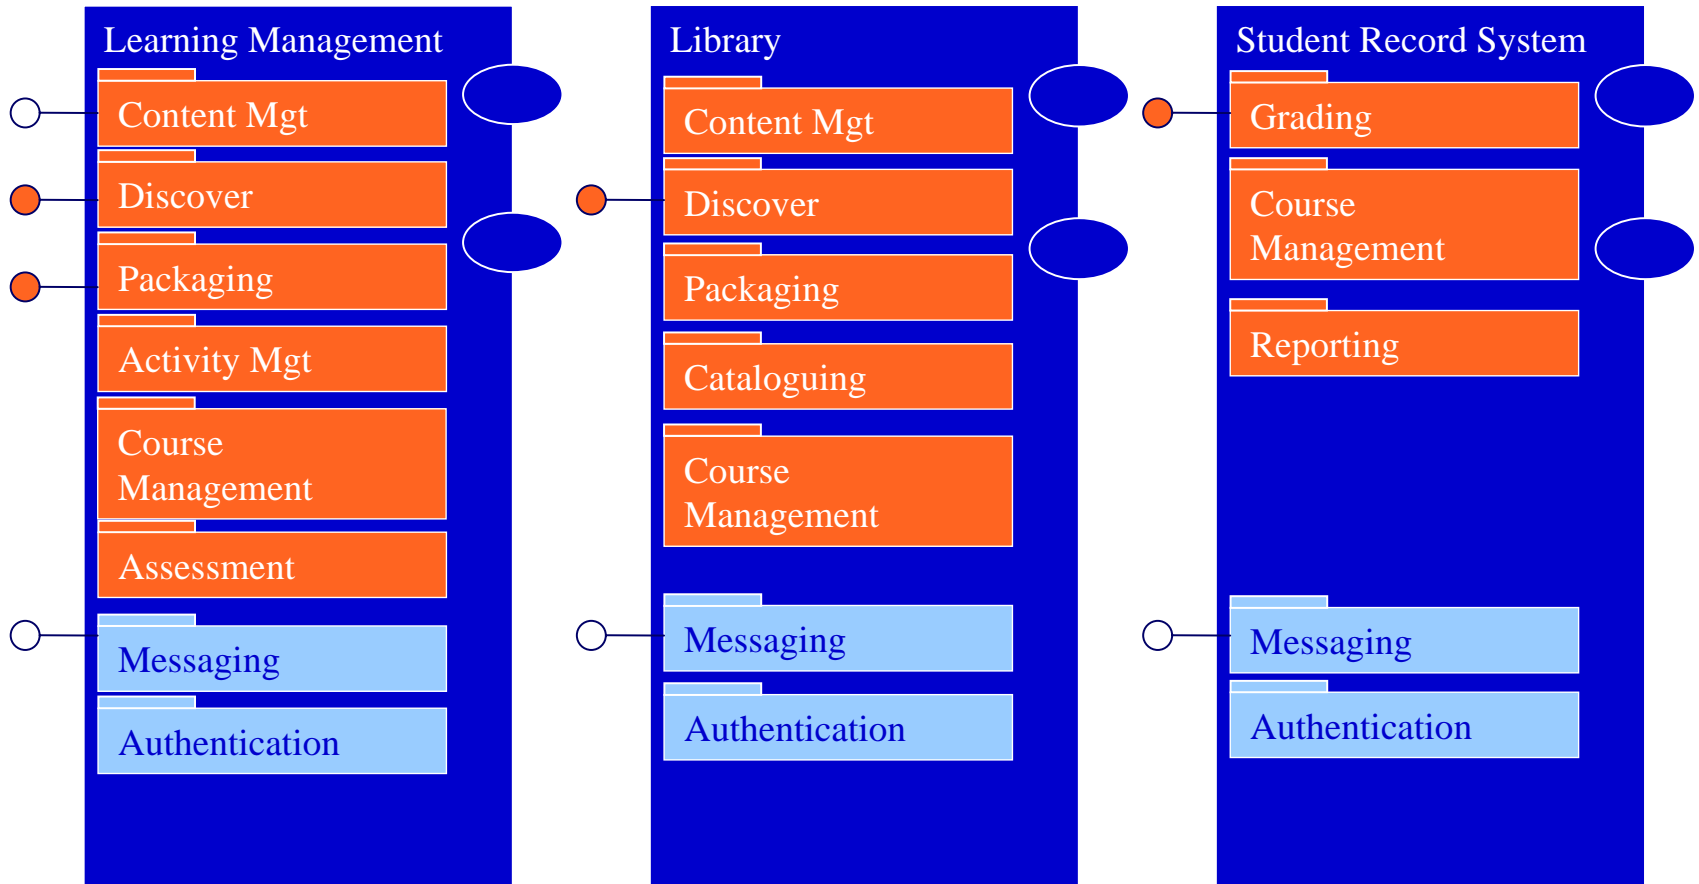 Learning Management
Content Mgt
Discover
Packaging
Activity Mgt
Course
Management
Assessment
Messaging
Authentication
Library
Content Mgt
Discover
Packaging
Cataloguing
Course
Management
Messaging
Authentication
Student Record System
Grading
Course
Management
Reporting
Messaging
Authentication